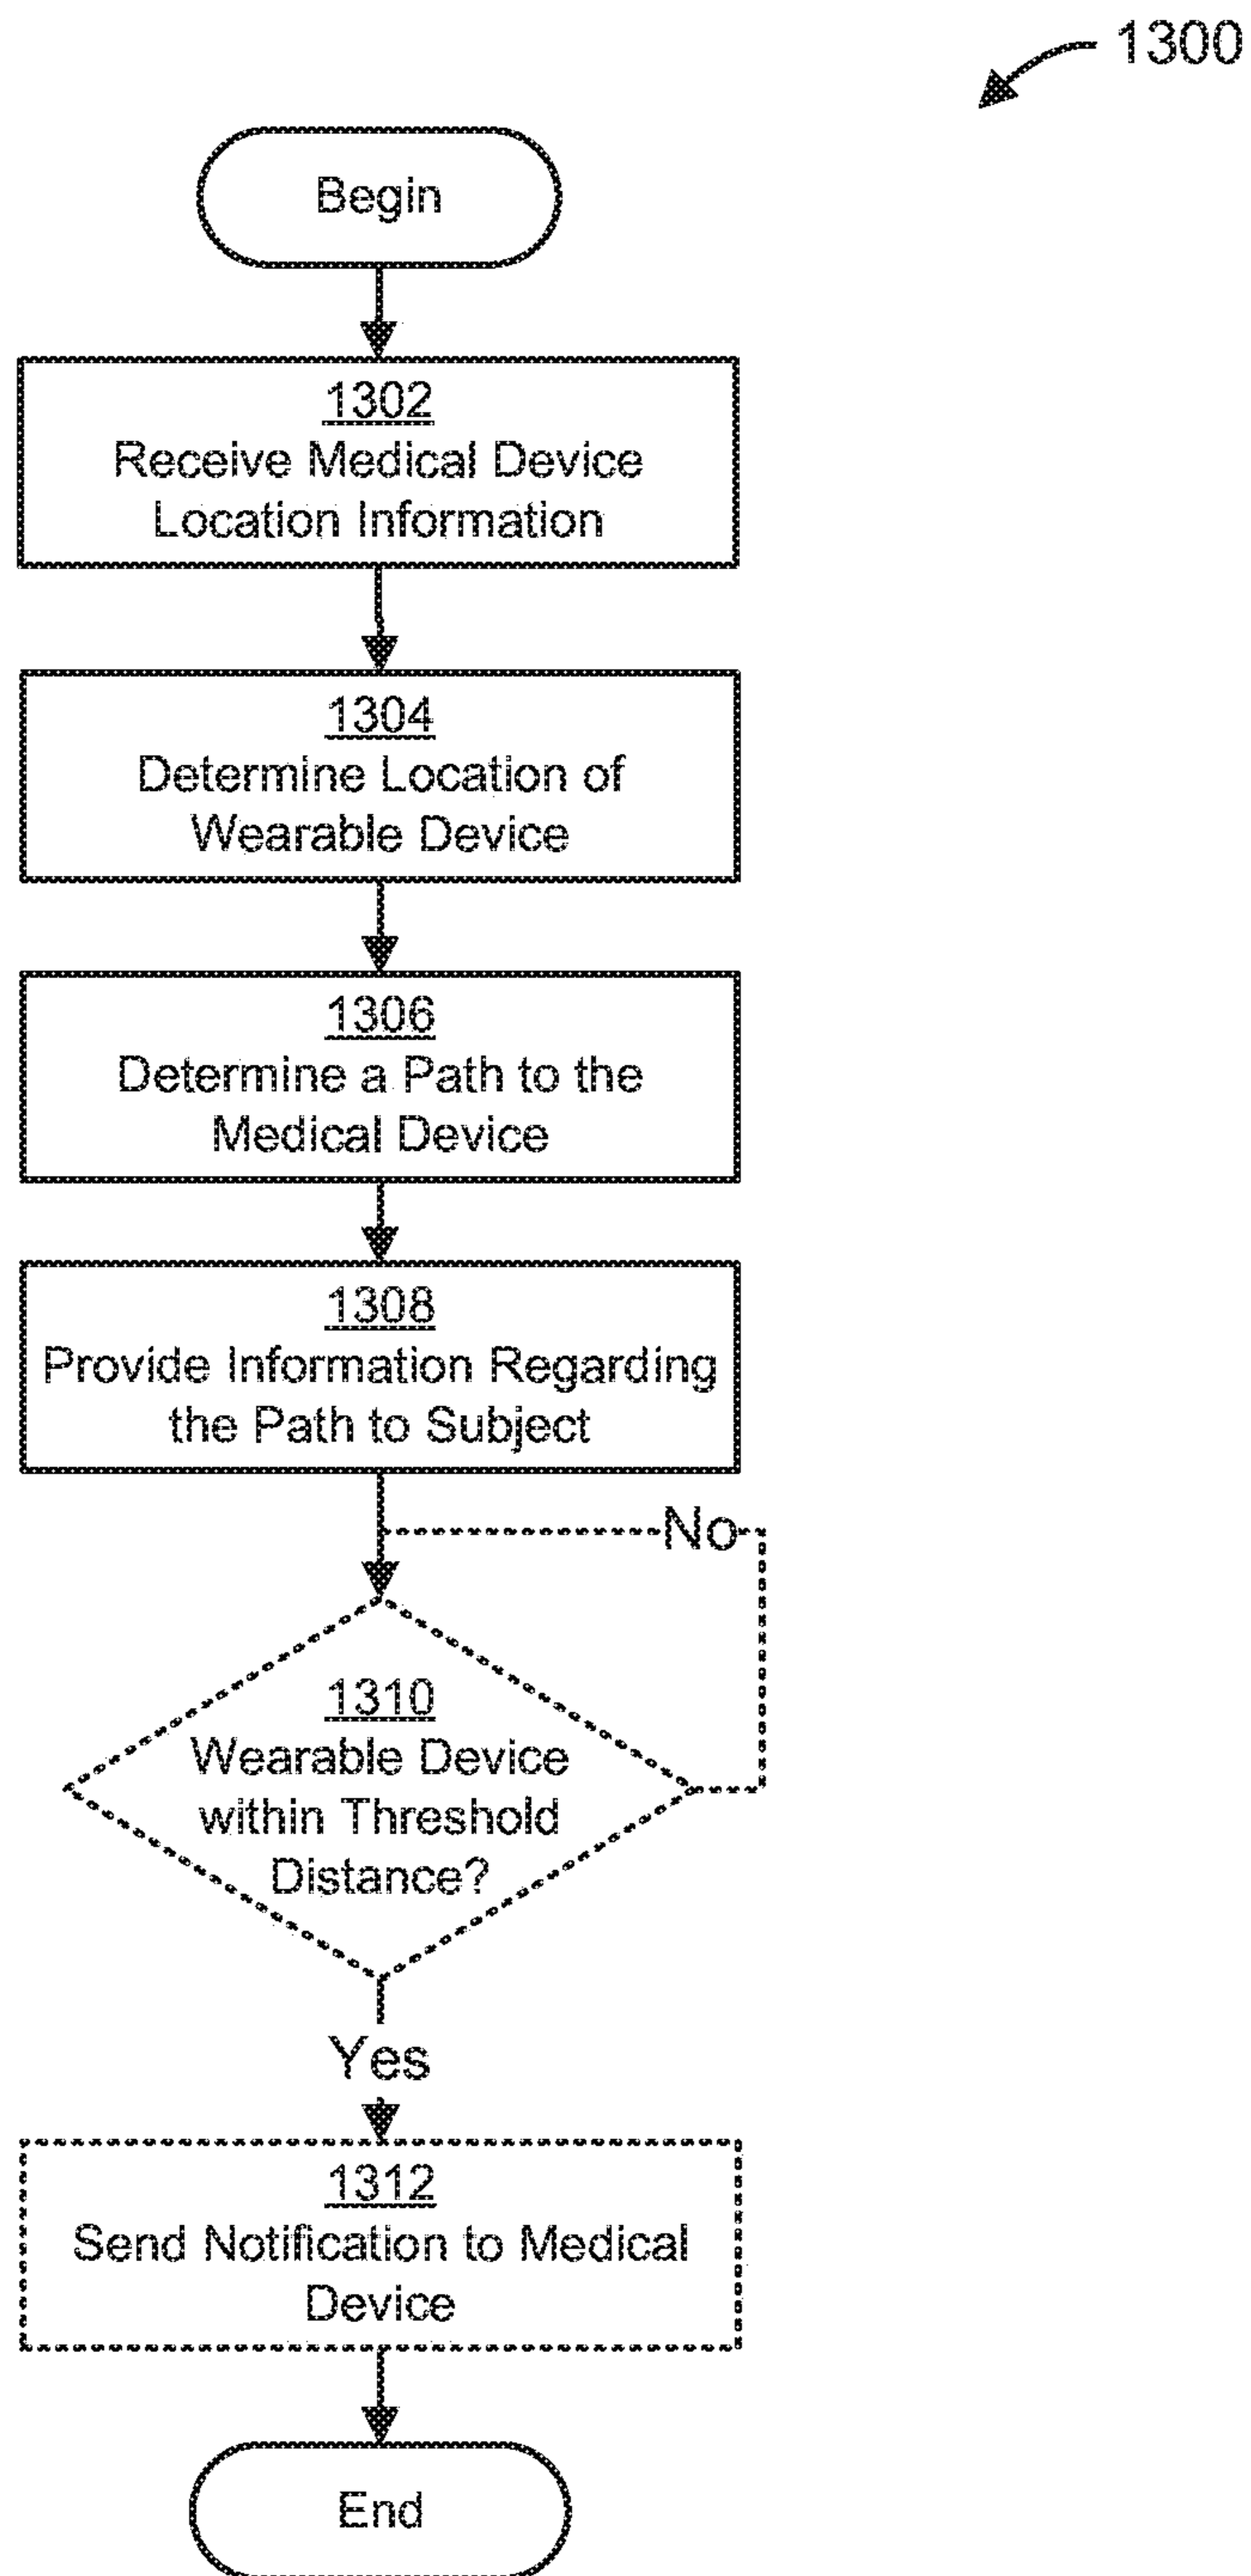 1300
Begin
1302
Receive Medical Device
Location Information
1304
Determine Location of
Wearable Device
1306
Determine a Path to the
Medical Device
1308
Provide Information Regarding
the Path to Subject
No
1310
Wearable Device
within Threshold
Distance?
Yes
1312
Send Notification to Medical
Device
End